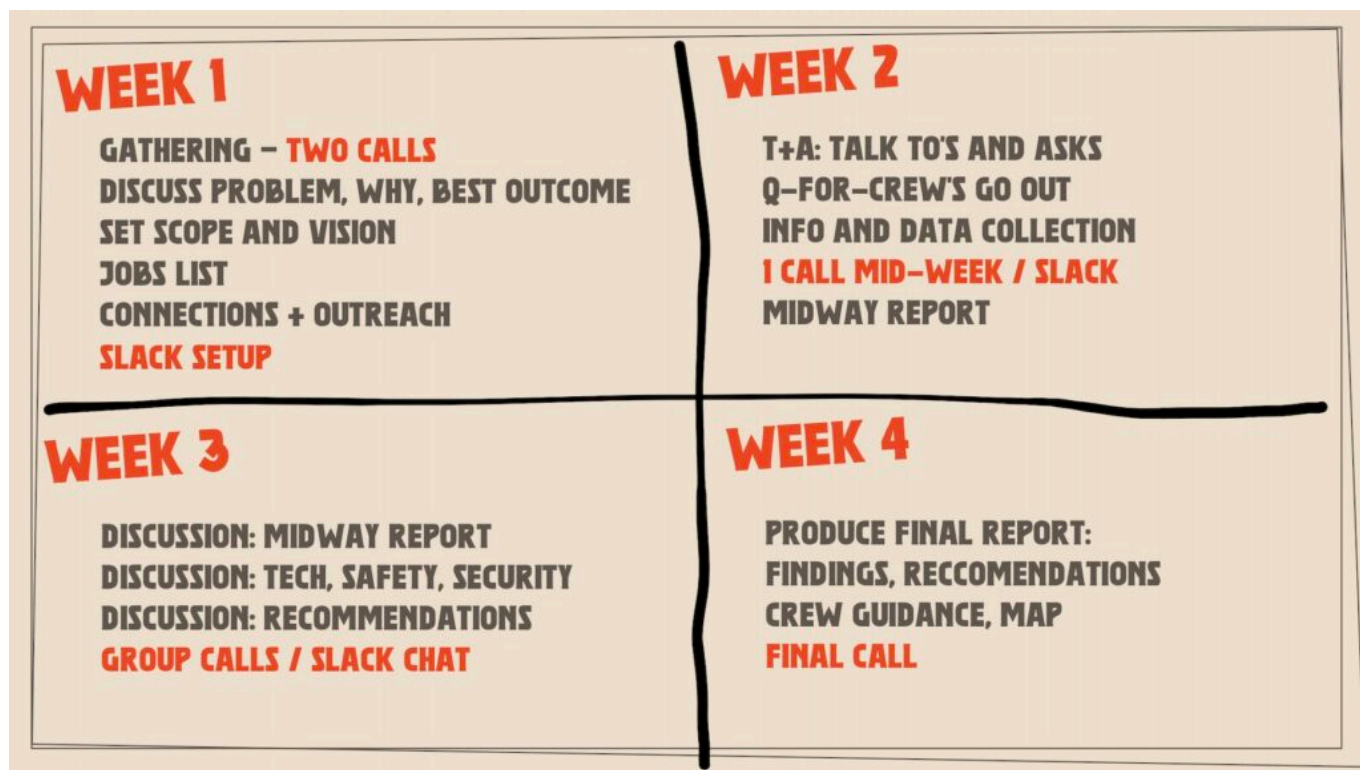 WEEK 1
GATHERING – TWO CALLS
DISCUSS PROBLEM, WHY, BEST OUTCOME
SET SCOPE AND VISION
JOBS LIST
CONNECTIONS + OUTREACH
SLACK SETUP
WEEK 2
T+A: TALK TO'S AND ASKS
Q–FOR–CREW'S GO OUT
INFO AND DATA COLLECTION
1 CALL MID–WEEK / SLACK
MIDWAY REPORT
WEEK 3
DISCUSSION: MIDWAY REPORT
DISCUSSION: TECH, SAFETY, SECURITY
DISCUSSION: RECOMMENDATIONS
GROUP CALLS / SLACK CHAT
WEEK 4
PRODUCE FINAL REPORT:
FINDINGS, RECCOMENDATIONS
CREW GUIDANCE, MAP
FINAL CALL